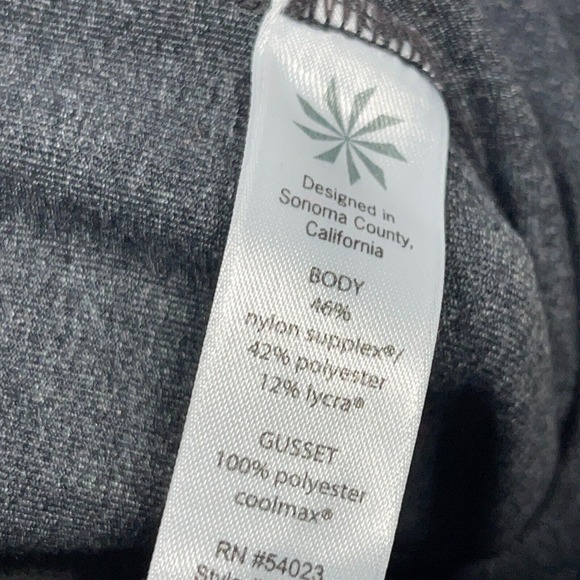 Designed in
Sonoma County,
California
BODY
46%
nylon supplex®/
42% polyester
12% lycra®
GUSSET
100% polyester
coolmax®
RN #54023